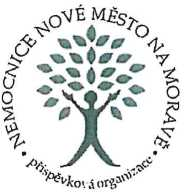 • NEMOCNICE NOVÉ MĚSTO NA MORAVĚ •
příspěvková organizace